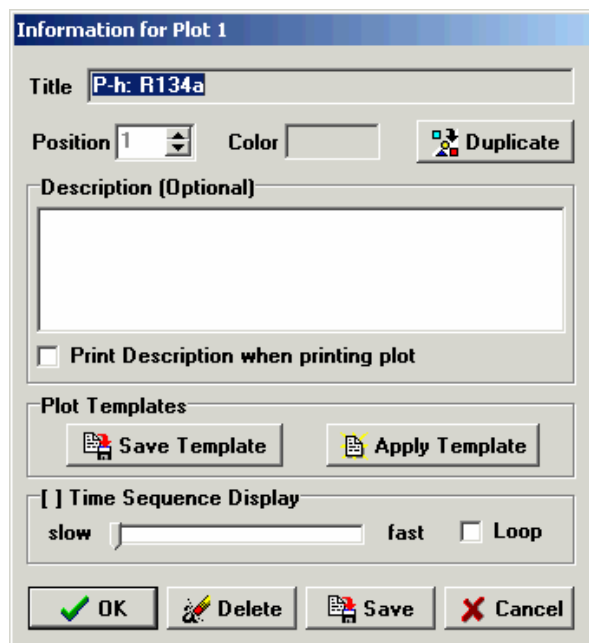 Information for Plot 1
Title P-h: R134a
Position 1 Color Duplicate
Description (Optional)
Print Description when printing plot
Plot Templates
Save Template Apply Template
[ ] Time Sequence Display
slow fast Loop
OK Delete Save Cancel